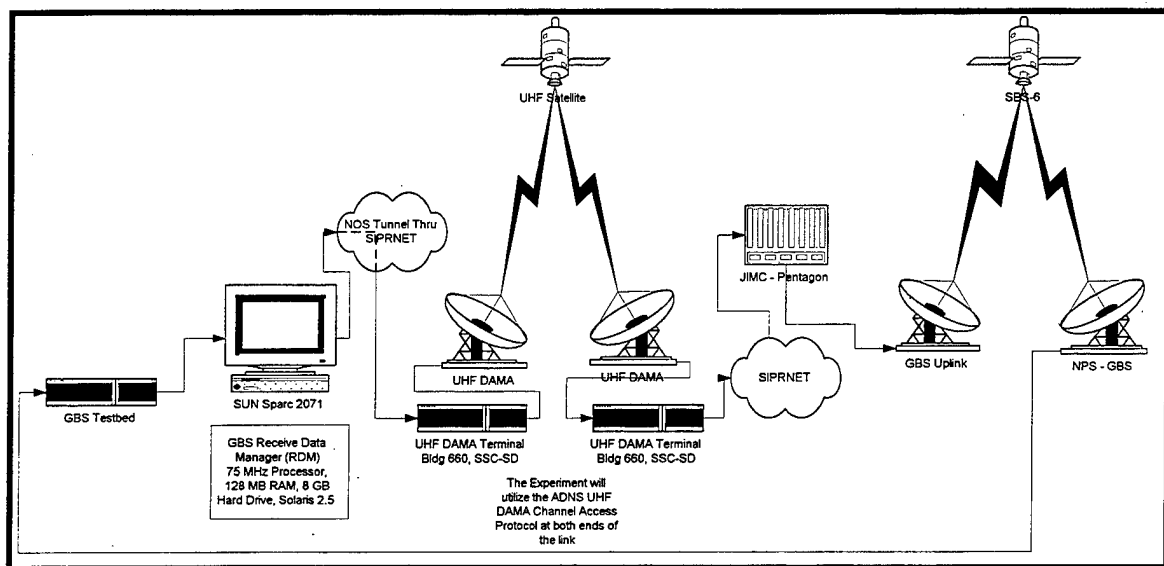 UHF Satellite
SBS-6
NOS Tunnel Thru
SIPRNET
JIMC - Pentagon
SUN Sparc 2071
GBS Testbed
UHF DAMA
UHF DAMA
SIPRNET
GBS Uplink
NPS - GBS
GBS Receive Data
Manager (RDM)
75 MHz Processor,
128 MB RAM, 8 GB
Hard Drive, Solaris 2.5
UHF DAMA Terminal
Bldg 660, SSC-SD
UHF DAMA Terminal
Bldg 660, SSC-SD
The Experiment will
utilize the ADNS UHF
DAMA Channel Access
Protocol at both ends of
the link